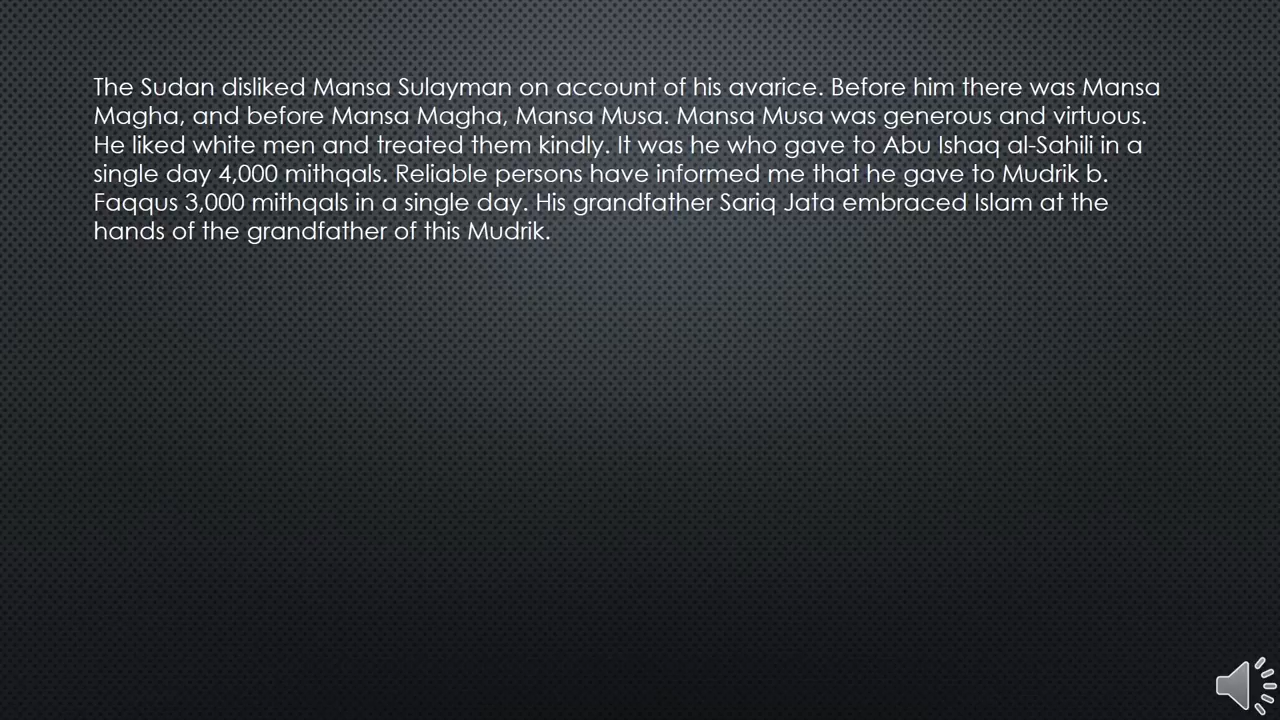 The Sudan disliked Mansa Sulayman on account of his avarice. Before him there was Mansa
Magha, and before Mansa Magha, Mansa Musa. Mansa Musa was generous and virtuous.
He liked white men and treated them kindly. It was he who gave to Abu Ishaq al-Sahili in a
single day 4,000 mithqals. Reliable persons have informed me that he gave to Mudrik b.
Faqqus 3,000 mithqals in a single day. His grandfather Sariq Jata embraced Islam at the
hands of the grandfather of this Mudrik.